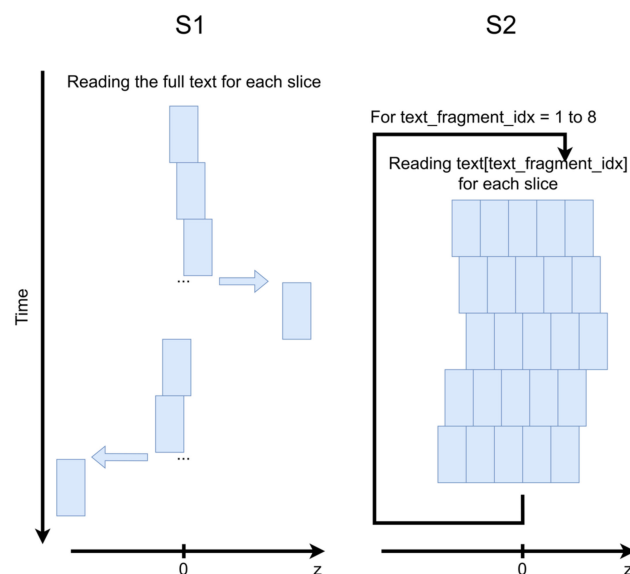 S1
S2
Reading the full text for each slice
For text_fragment_idx = 1 to 8
Reading text[text_fragment_idx]
for each slice
...
Time
...
0
z
0
z